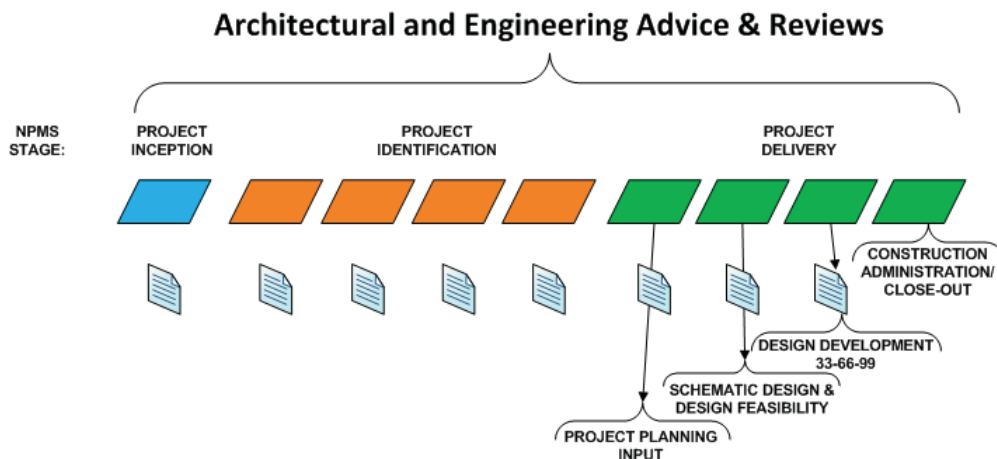 Architectural and Engineering Advice & Reviews
NPMS
STAGE:
PROJECT
INCEPTION
PROJECT
IDENTIFICATION
PROJECT
DELIVERY
CONSTRUCTION
ADMINISTRATION/
CLOSE-OUT
DESIGN DEVELOPMENT
33-66-99
SCHEMATIC DESIGN &
DESIGN FEASIBILITY
PROJECT PLANNING
INPUT